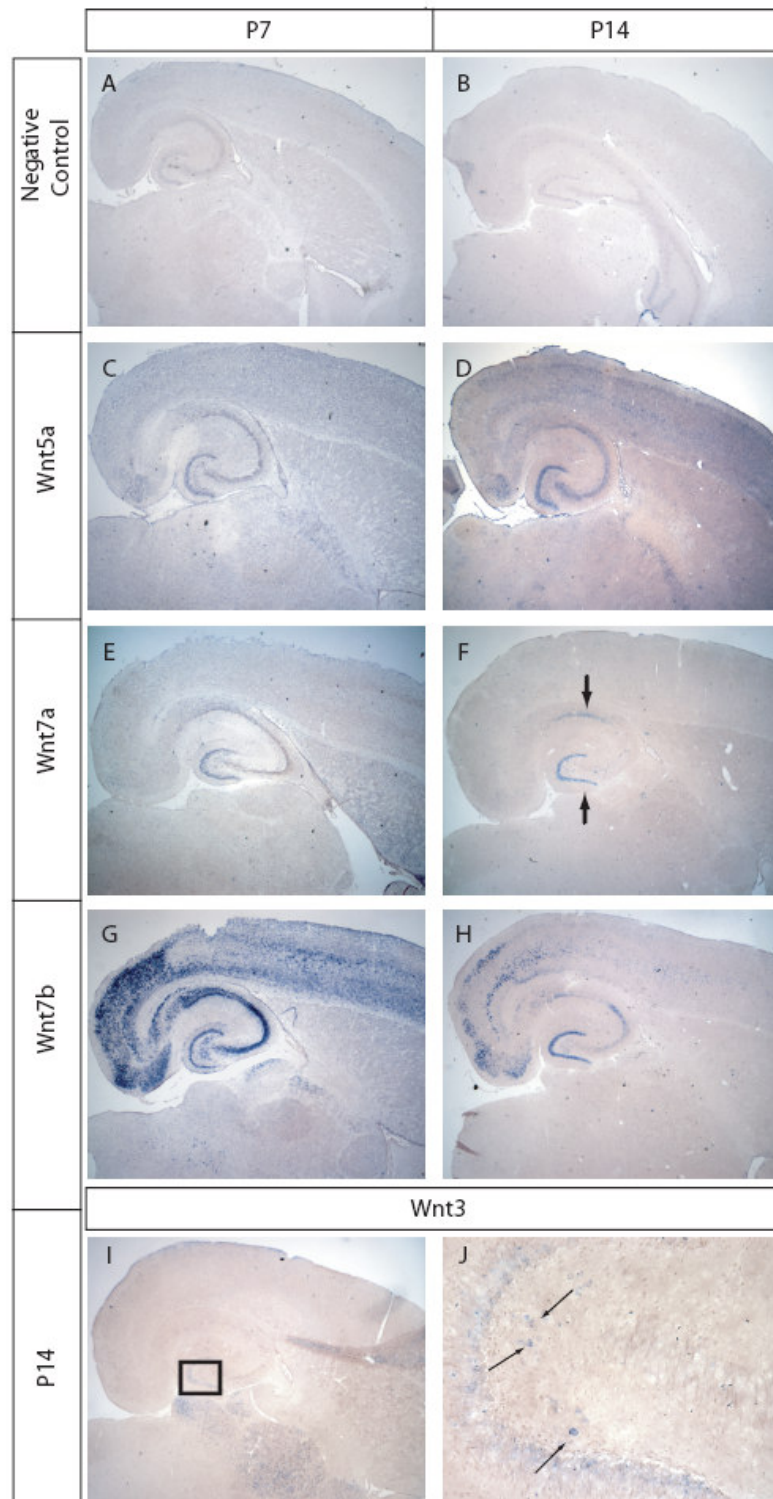 P7 P14
Negative
Control
A B
Wnt5a
C D
Wnt7a
E F
Wnt7b
G H
Wnt3
P14
I J